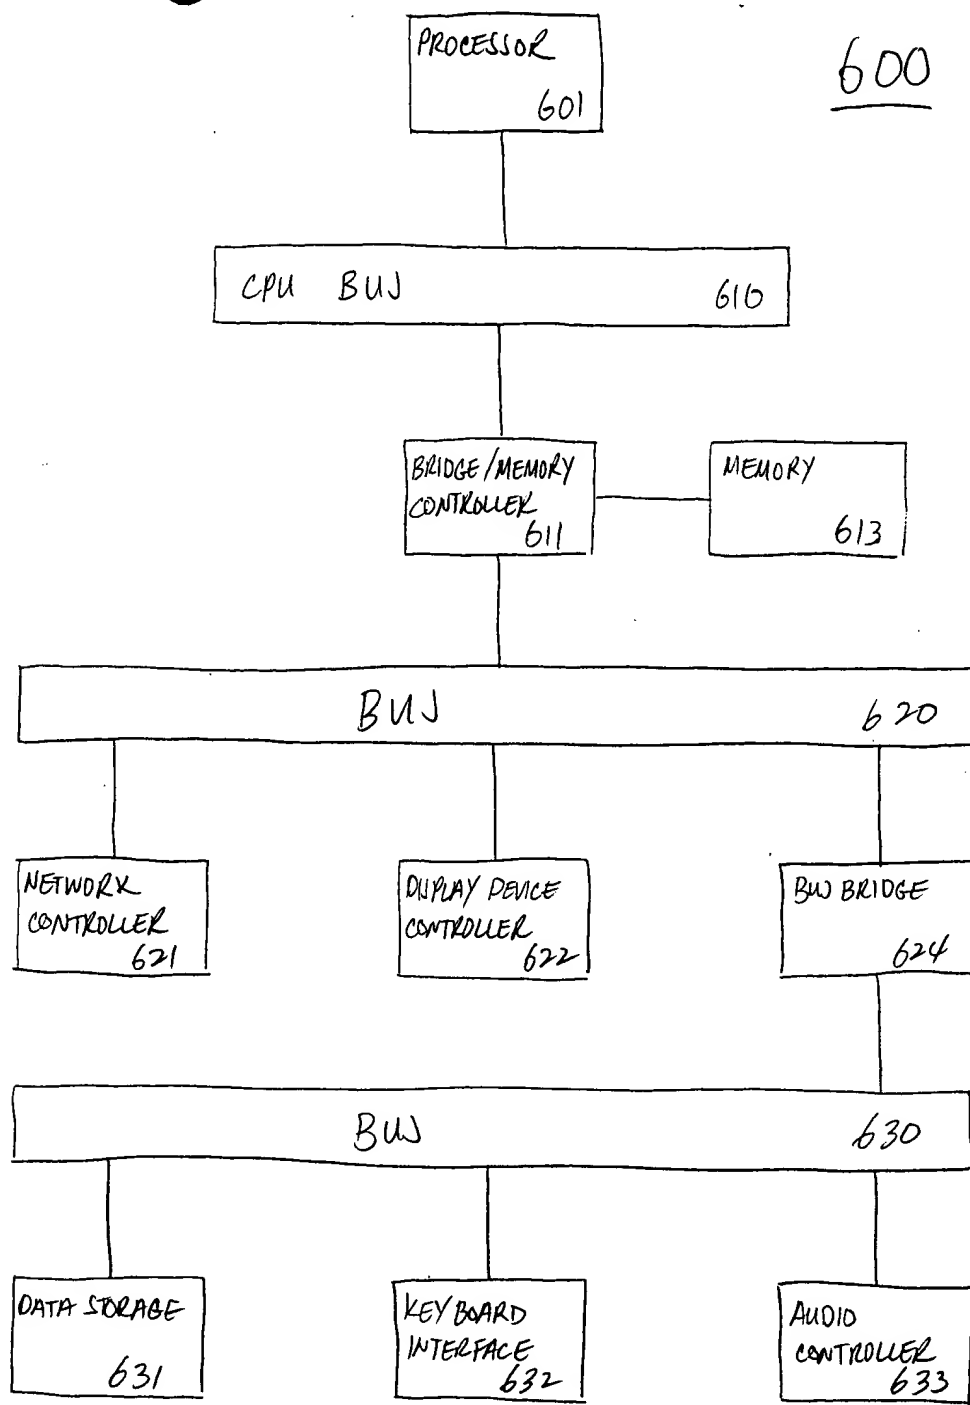 PROCESSOR
601
600
CPU BUS 610
BRIDGE/MEMORY
CONTROLLER
611
MEMORY
613
BUS 620
NETWORK
CONTROLLER
621
DISPLAY DEVICE
CONTROLLER
622
BUS BRIDGE
624
BUS 630
DATA STORAGE
631
KEYBOARD
INTERFACE
632
AUDIO
CONTROLLER
633